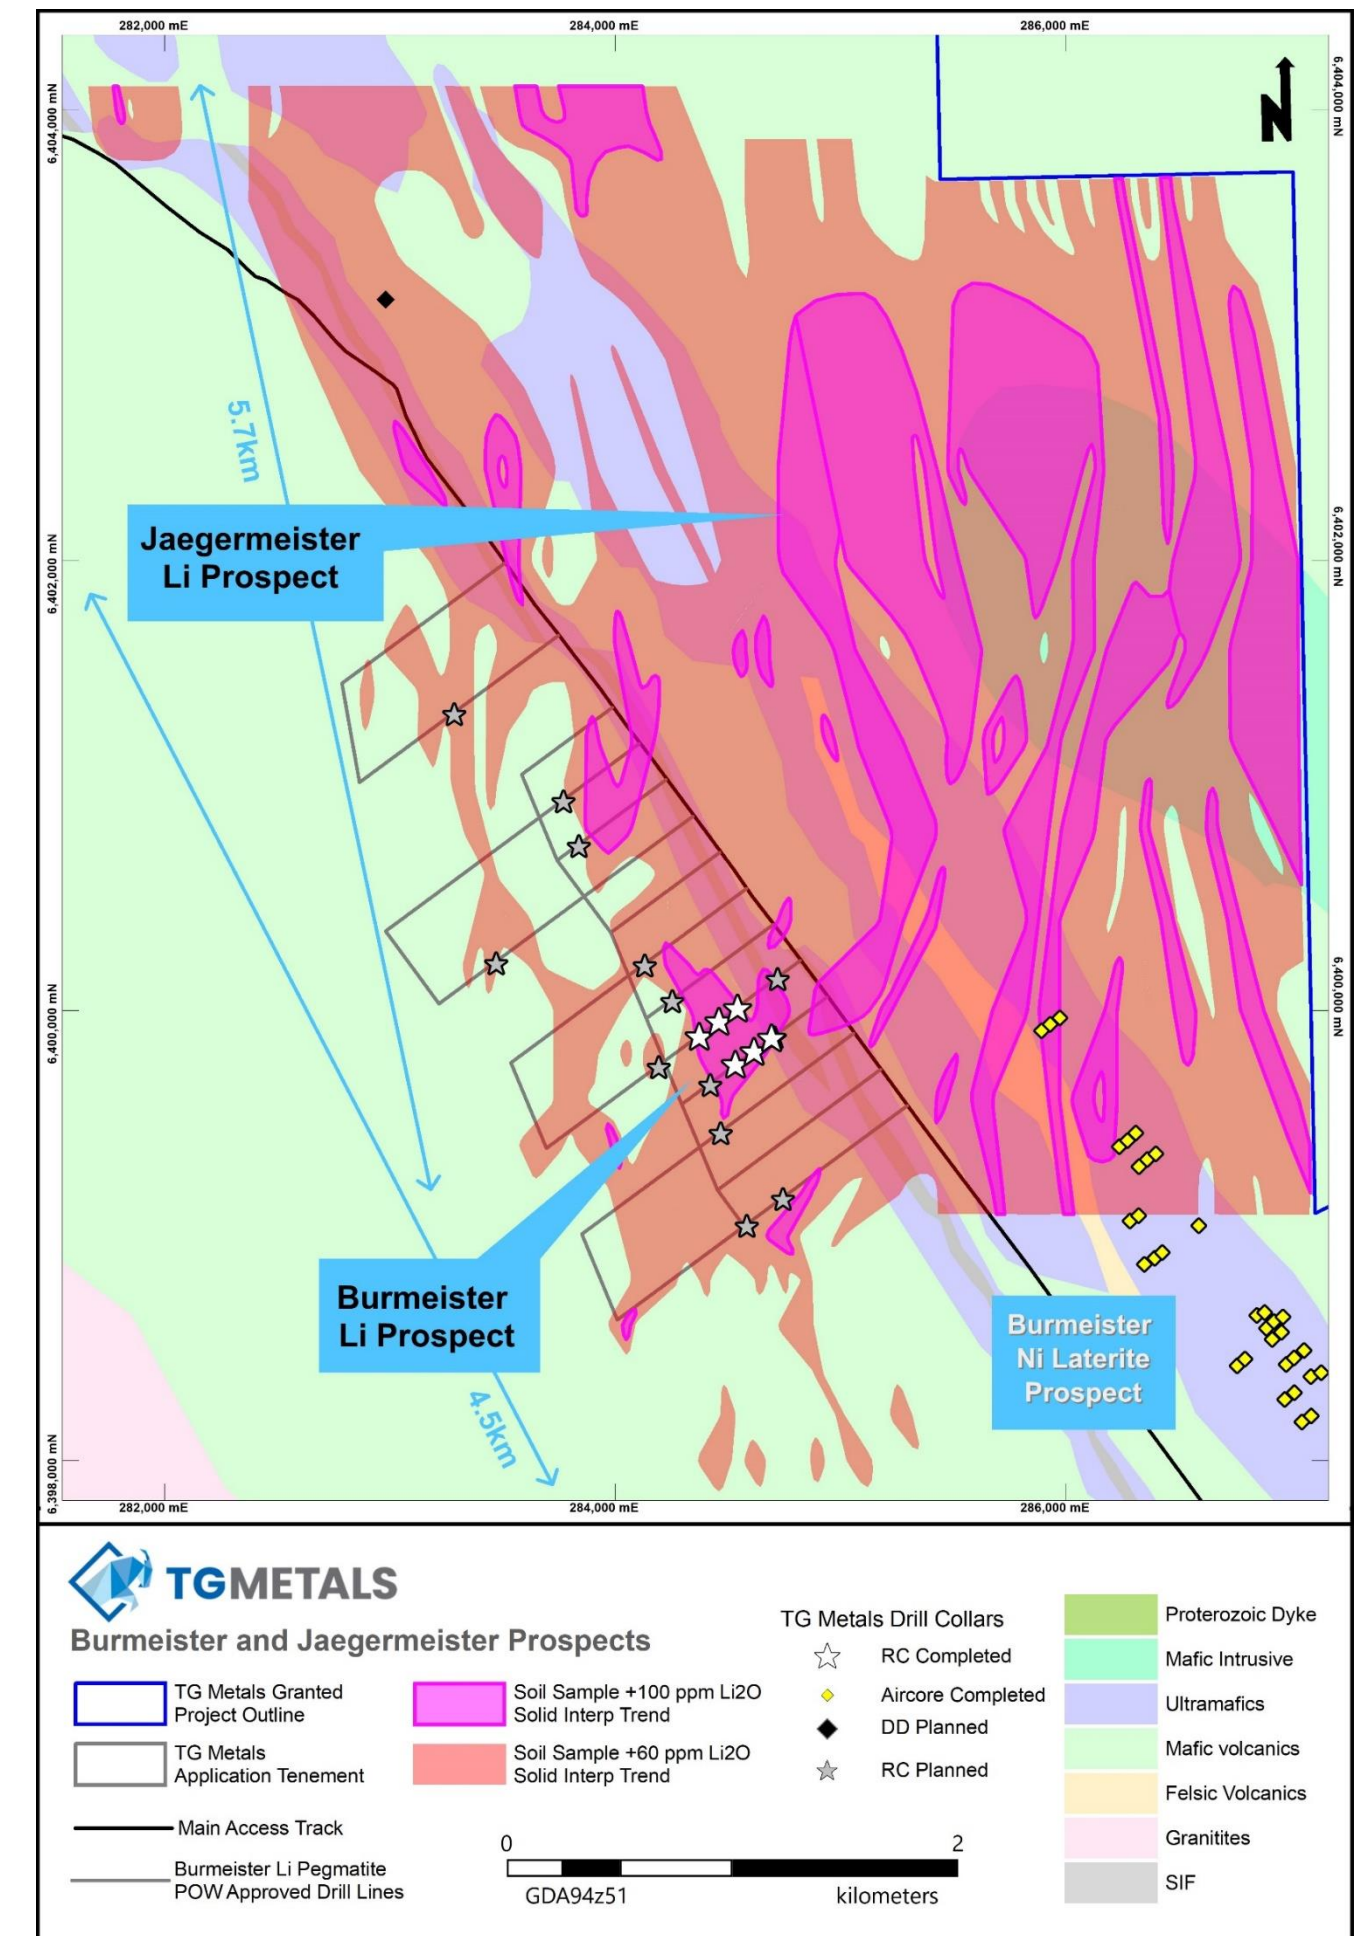 282,000 mE
284,000 mE
286,000 mE
6,404,000 mN
6,404,000 mN
N
5.7km
Jaegermeister
Li Prospect
6,402,000 mN
6,402,000 mN
6,400,000 mN
6,400,000 mN
Burmeister
Li Prospect
Burmeister
Ni Laterite
Prospect
4.5km
6,398,000 mN
282,000 mE
284,000 mE
286,000 mE
TGMETALS
Burmeister and Jaegermeister Prospects
TG Metals Granted
Project Outline
TG Metals
Application Tenement
Main Access Track
Burmeister Li Pegmatite
POW Approved Drill Lines
Soil Sample +100 ppm Li2O
Solid Interp Trend
Soil Sample +60 ppm Li2O
Solid Interp Trend
0
2
GDA94z51
kilometers
TG Metals Drill Collars
RC Completed
Aircore Completed
DD Planned
RC Planned
Proterozoic Dyke
Mafic Intrusive
Ultramafics
Mafic volcanics
Felsic Volcanics
Granitites
SIF